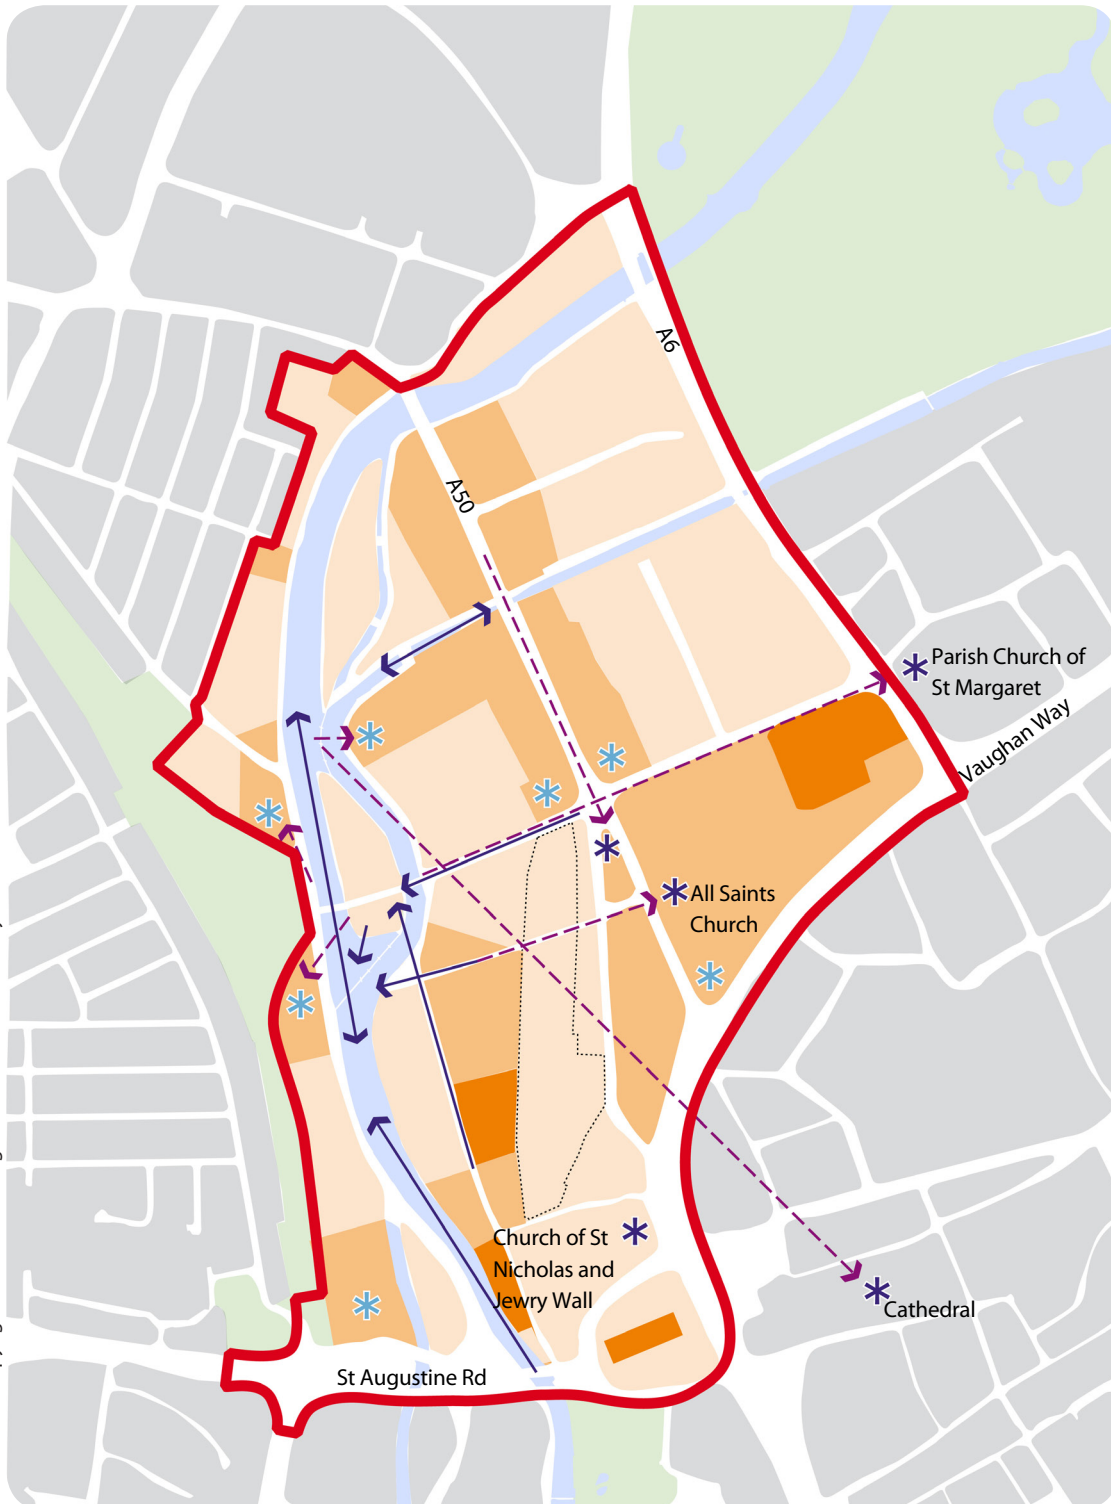 A6
A50
Parish Church of
St Margaret
Vaughan Way
All Saints
Church
Church of St
Nicholas and
Jewry Wall
Cathedral
St Augustine Rd